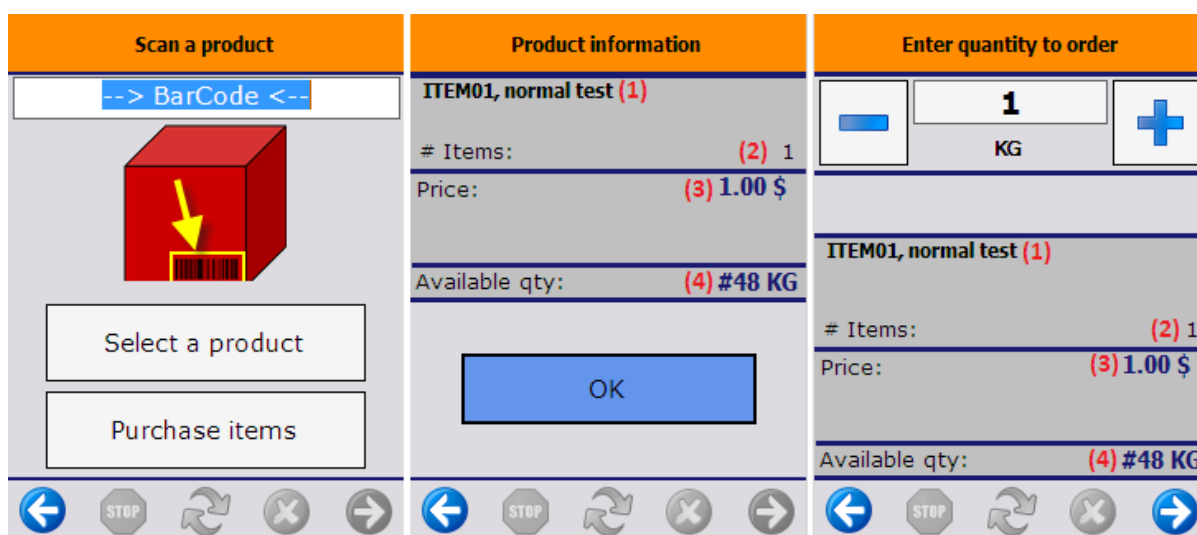 Scan a product
--> BarCode <--
Select a product
Purchase items
STOP
Product information
ITEM01, normal test (1)
# Items: (2) 1
Price: (3) 1.00 $
Available qty: (4) #48 KG
OK
STOP
Enter quantity to order
1
KG
ITEM01, normal test (1)
# Items: (2) 1
Price: (3) 1.00 $
Available qty: (4) #48 KG
STOP